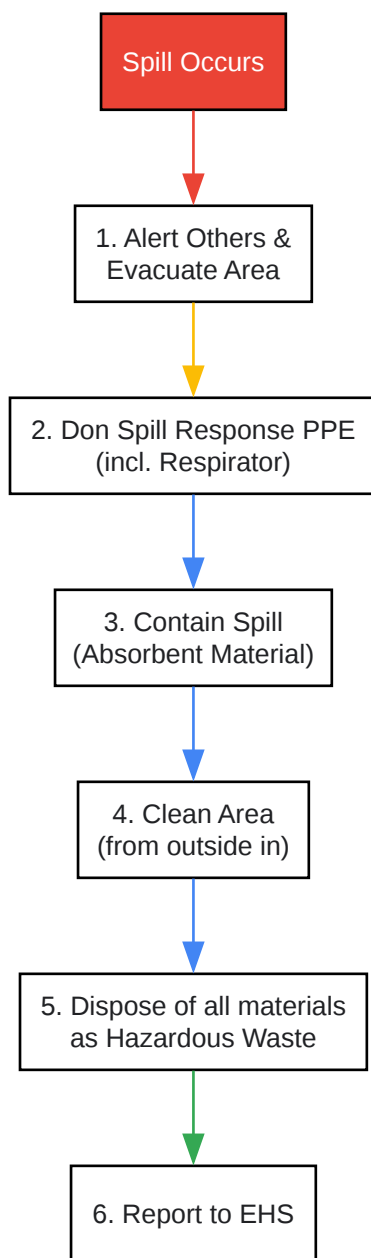 Spill Occurs
1. Alert Others &
Evacuate Area
2. Don Spill Response PPE
(incl. Respirator)
3. Contain Spill
(Absorbent Material)
4. Clean Area
(from outside in)
5. Dispose of all materials
as Hazardous Waste
6. Report to EHS